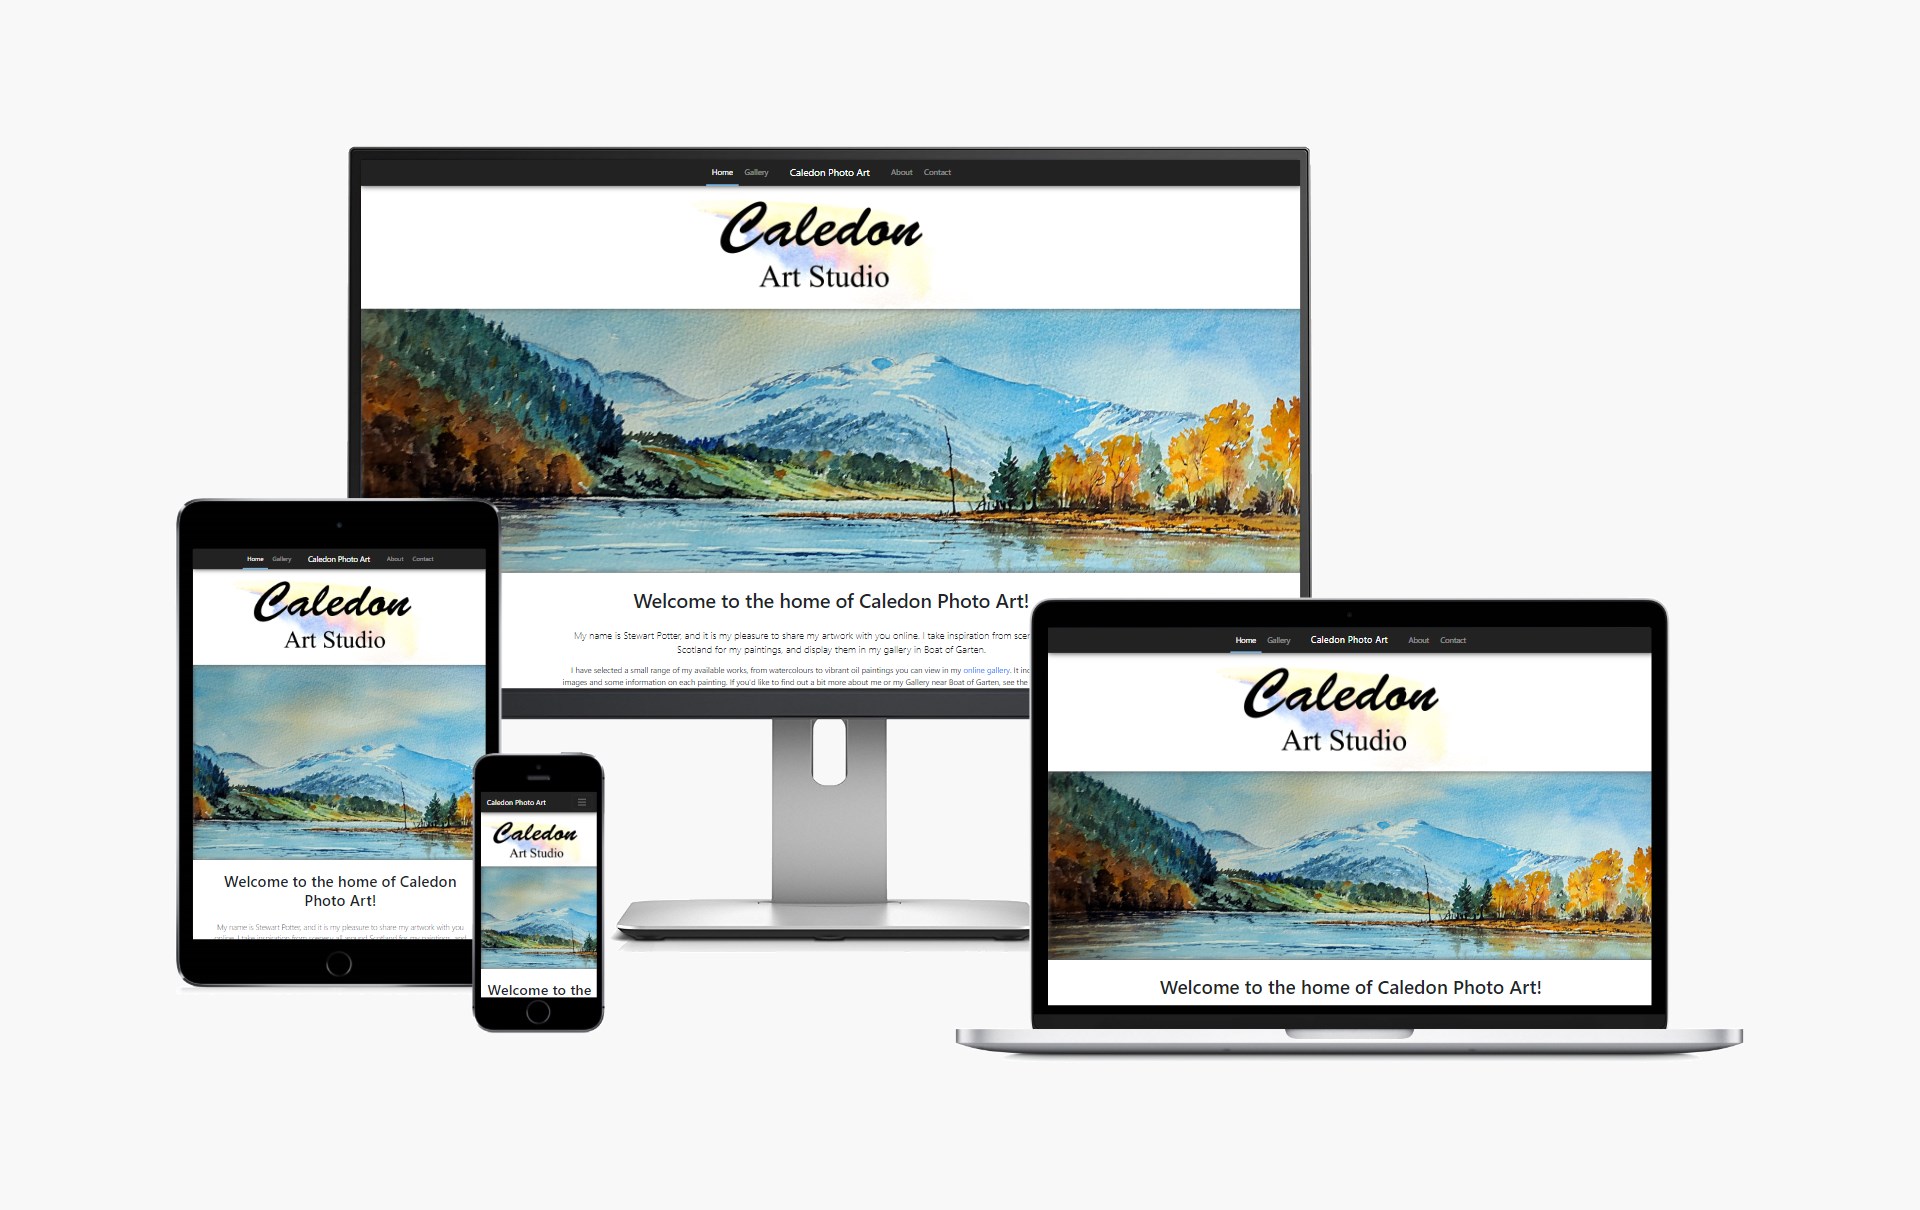 Home Gallery Caledon Photo Art About Contact
Caledon
Art Studio
Welcome to the home of Caledon Photo Art!
My name is Stewart Potter, and it is my pleasure to share my artwork with you online. I take inspiration from
Scotland for my paintings, and display them in my gallery in Boat of Garten.
I have selected a small range of my available works, from watercolours to vibrant oil paintings you can view in my online gallery. It
images and some information on each painting. If you'd like to find out a bit more about me or my Gallery near Boat of Garten, see the
Home Gallery Caledon Photo Art About Contact
Caledon
Art Studio
Welcome to the home of Caledon
Photo Art!
My name is Stewart Potter, and it is my pleasure to share my artwork with you
online. I take inspiration from scenery all around Scotland for my paintings, and
Caledon Photo Art
Caledon
Art Studio
Welcome to the
Home Gallery Caledon Photo Art About Contact
Caledon
Art Studio
Welcome to the home of Caledon Photo Art!